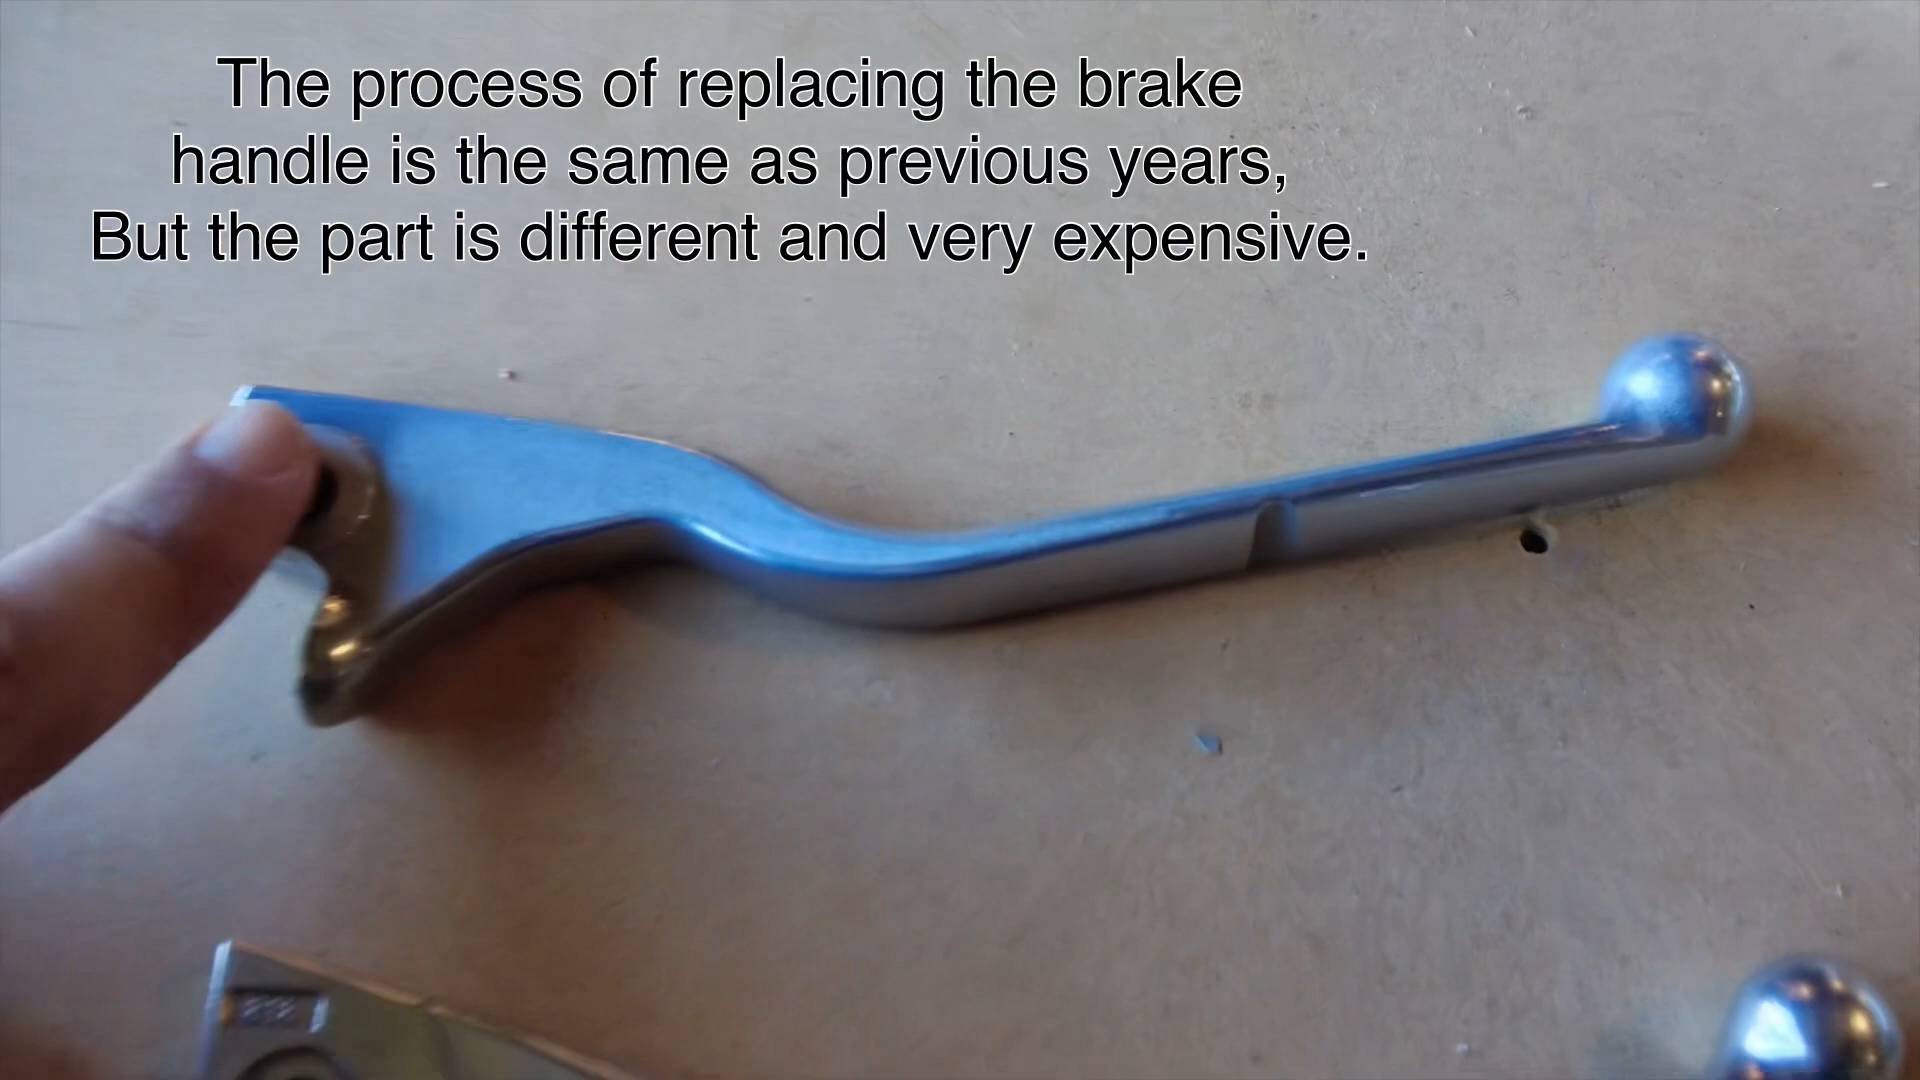 The process of replacing the brake
handle is the same as previous years,
But the part is different and very expensive.